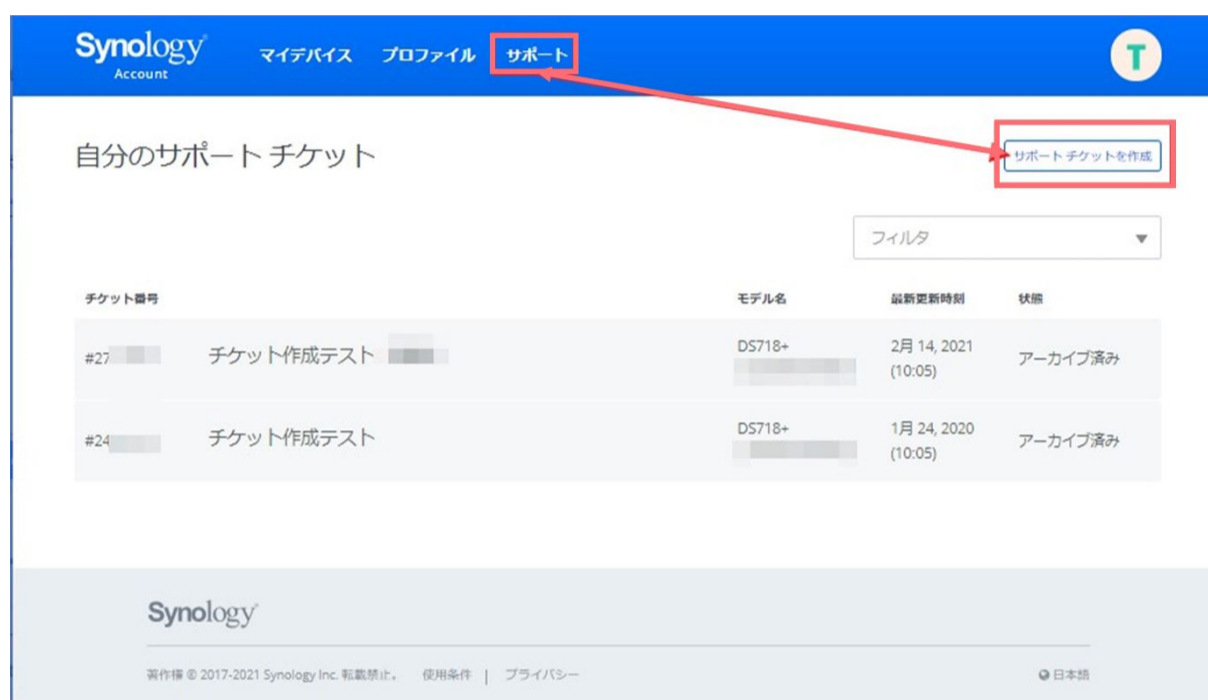 Synology
Account
マイデバイス プロファイル サポート
T
自分のサポート チケット
サポート チケットを作成
フィルタ
チケット番号 モデル名 最新更新時刻 状態
#27 チケット作成テスト DS718+ 2月 14, 2021 (10:05) アーカイブ済み
#24 チケット作成テスト DS718+ 1月 24, 2020 (10:05) アーカイブ済み
Synology
著作権 © 2017-2021 Synology Inc. 転載禁止。 使用条件 | プライバシー 日本語